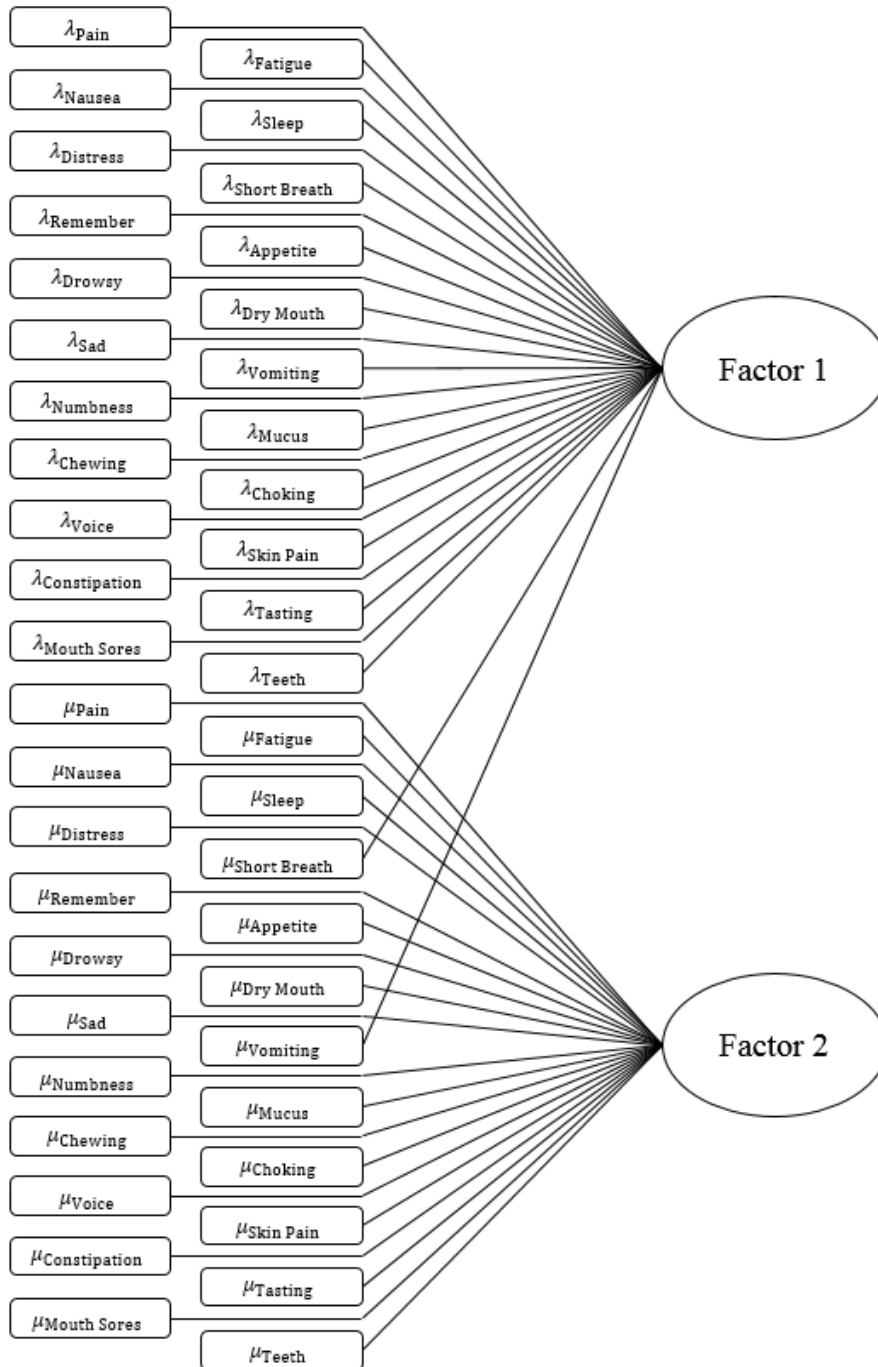 λPain
λFatigue
λNausea
λSleep
λDistress
λShort Breath
λRemember
λAppetite
λDrowsy
λDry Mouth
λSad
λVomiting
λNumbness
λMucus
λChewing
λChoking
λVoice
λSkin Pain
λConstipation
λTasting
λMouth Sores
λTeeth
μPain
μFatigue
μNausea
μSleep
μDistress
μShort Breath
μRemember
μAppetite
μDrowsy
μDry Mouth
μSad
μVomiting
μNumbness
μMucus
μChewing
μChoking
μVoice
μSkin Pain
μConstipation
μTasting
μMouth Sores
μTeeth
Factor 1
Factor 2